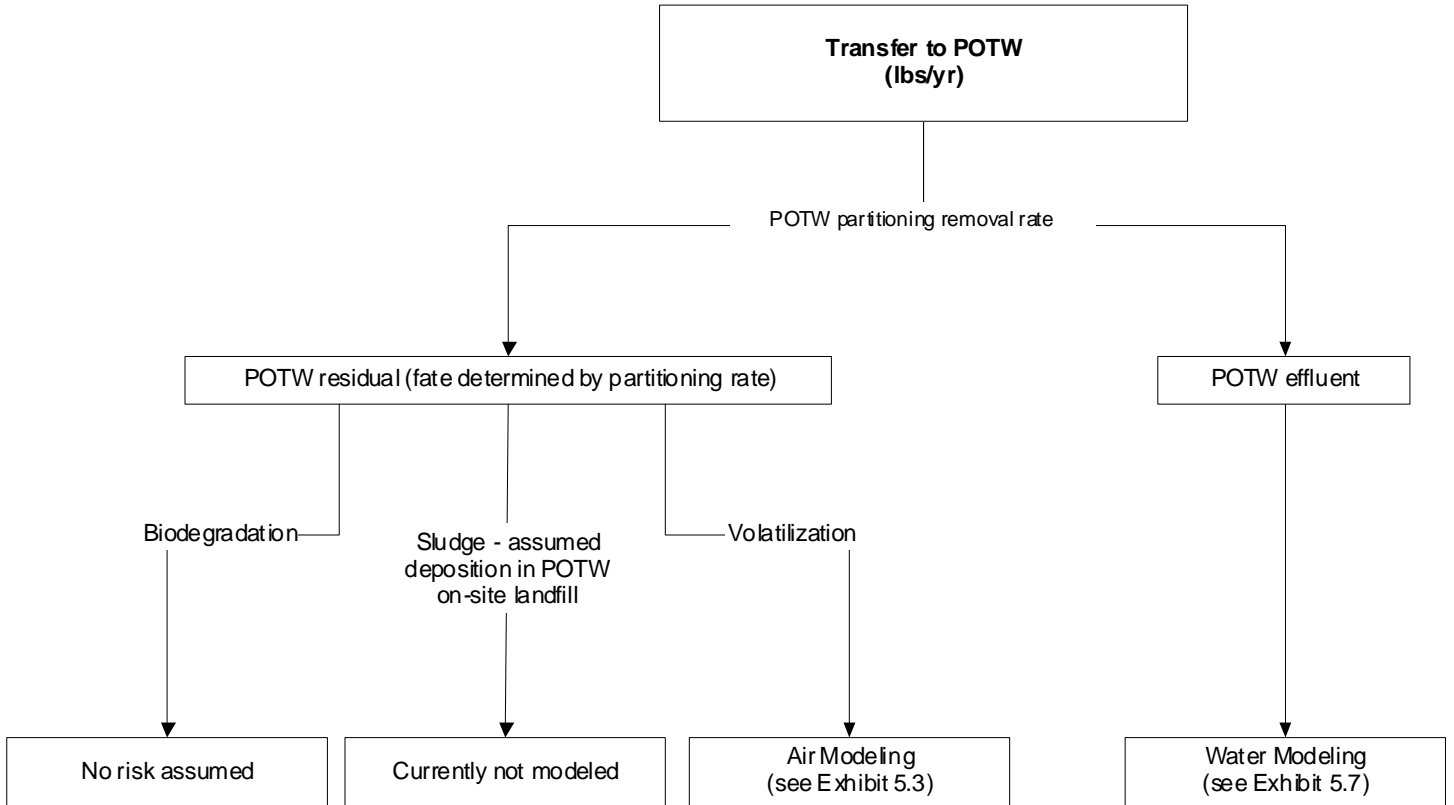 Transfer to POTW
(lbs/yr)
POTW partitioning removal rate
POTW residual (fate determined by partitioning rate)
POTW effluent
Biodegradation
Sludge - assumed
deposition in POTW
on-site landfill
Volatilization
No risk assumed
Currently not modeled
Air Modeling
(see Exhibit 5.3)
Water Modeling
(see Exhibit 5.7)